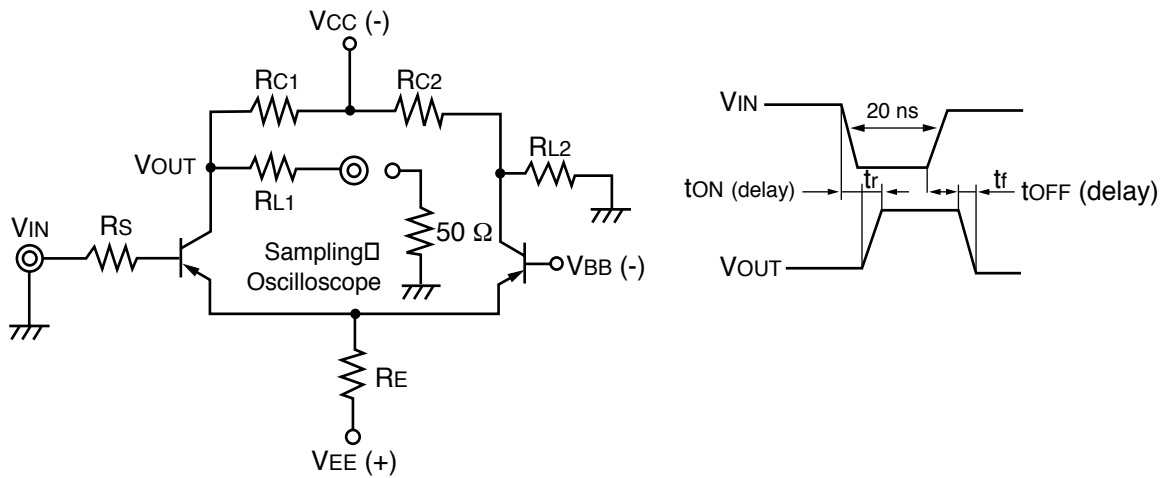 VCC (-)
RC1
RC2
VOUT
RL1
RL2
VIN
RS
50 Ω
Sampling□
Oscilloscope
VBB (-)
RE
VEE (+)
VIN
20 ns
tON (delay)
tr
tf
tOFF (delay)
VOUT